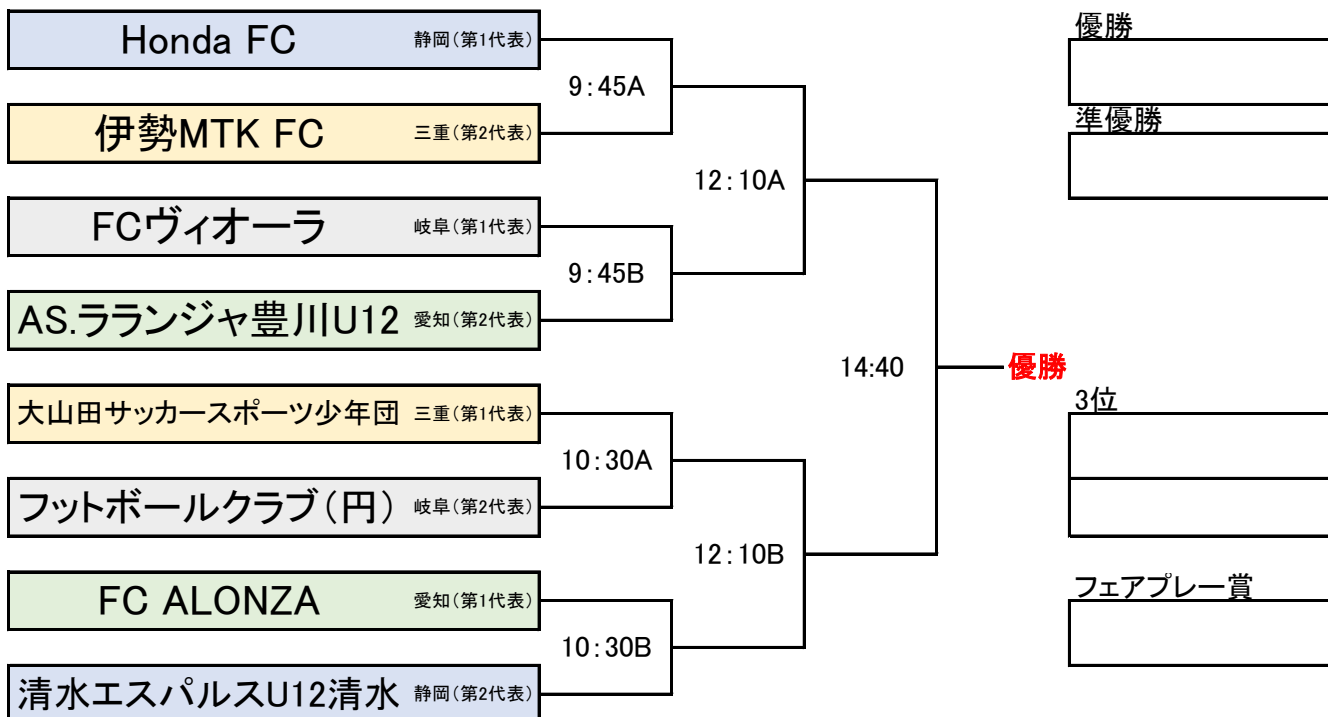 Honda FC 静岡(第1代表)
9:45A
伊勢MTK FC 三重(第2代表)
12:10A
FCヴィオーラ 岐阜(第1代表)
9:45B
AS.ラランジャ豊川U12 愛知(第2代表)
14:40
優勝
大山田サッカースポーツ少年団 三重(第1代表)
10:30A
フットボールクラブ(円) 岐阜(第2代表)
12:10B
FC ALONZA 愛知(第1代表)
10:30B
清水エスパルスU12清水 静岡(第2代表)
優勝
準優勝
3位
フェアプレー賞